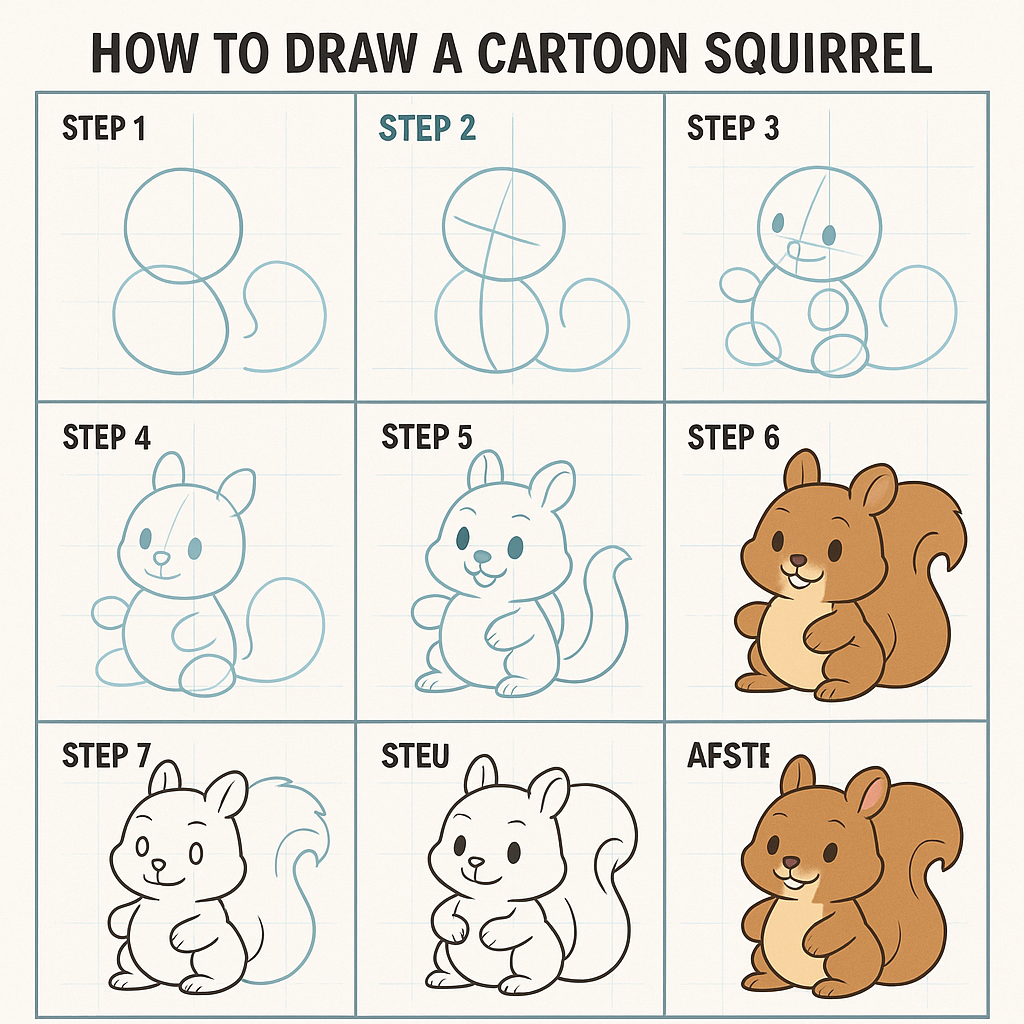 HOW TO DRAW A CARTOON SQUIRREL
STEP 1
STEP 2
STEP 3
STEP 4
STEP 5
STEP 6
STEP 7
STEU
AFSTE